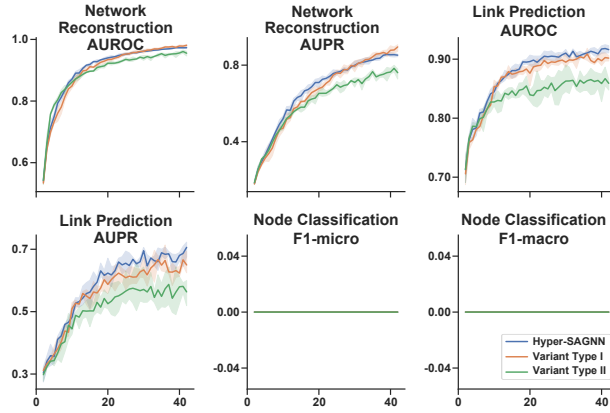 Network
Reconstruction
AUROC
1.0
0.8
0.6
Network
Reconstruction
AUPR
0.8
0.4
Link Prediction
AUROC
0.90
0.80
0.70
Link Prediction
AUPR
0.7
0.5
0.3
0
20
40
Node Classification
F1-micro
0.04
0.00
-0.04
0
20
40
Node Classification
F1-macro
0.04
0.00
-0.04
Hyper-SAGNN
Variant Type I
Variant Type II
0
20
40